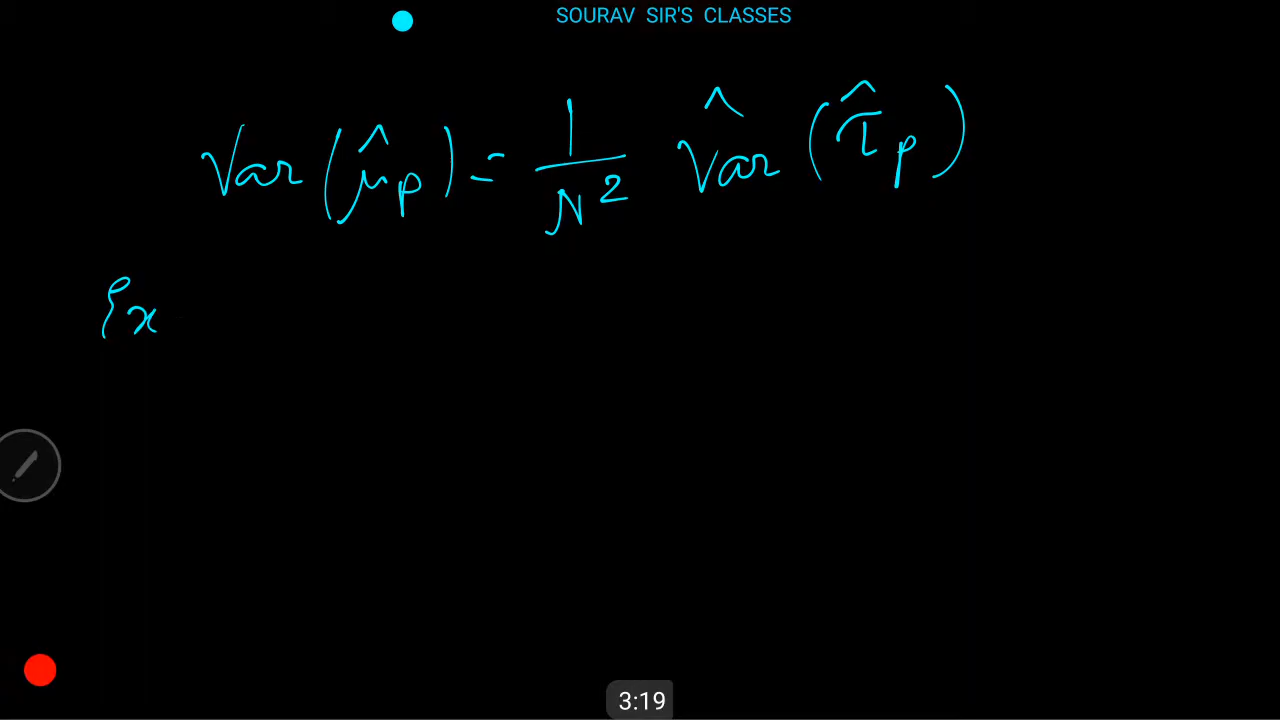 SOURAV SIR'S CLASSES
Var(μ̂p) = 1/N² V̂ar(τ̂p)
Ex
3:19